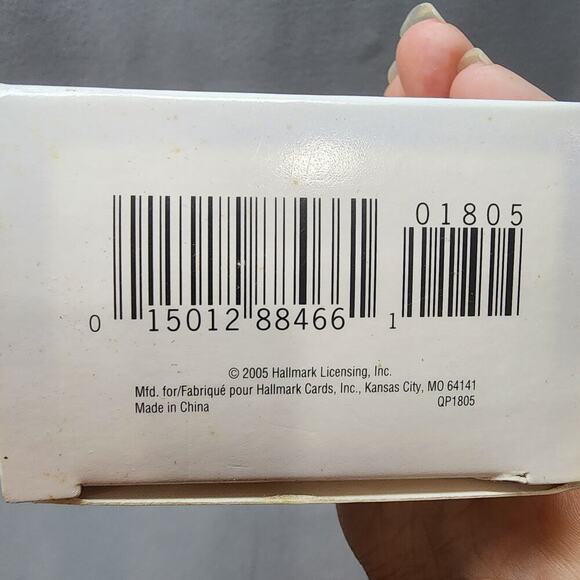 01805
0 15012 88466 1
© 2005 Hallmark Licensing, Inc.
Mfd. for/Fabriqué pour Hallmark Cards, Inc., Kansas City, MO 64141
Made in China QP1805